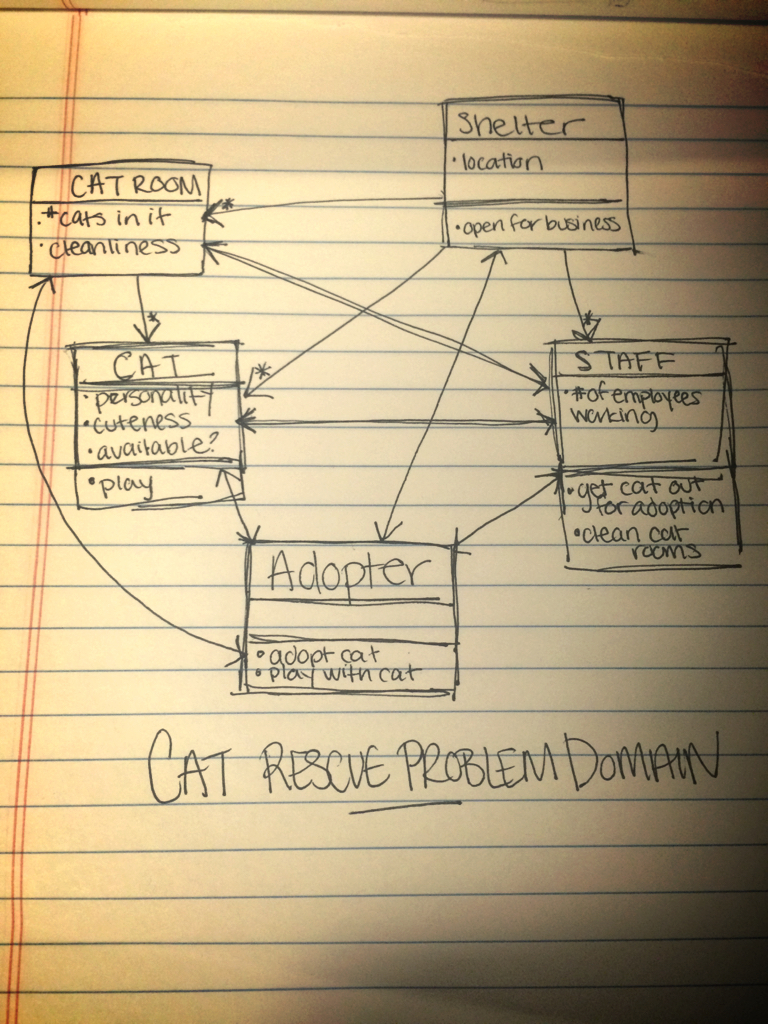 Shelter
• location
• open for business
CAT ROOM
• # cats in it
• cleanliness
*
*
*
*
CAT
• personality
• cuteness
• available?
• play
STAFF
• # of employees
working
• get cat out
for adoption
• clean cat
rooms
Adopter
• adopt cat
• play with cat
CAT RESCUE PROBLEM DOMAIN